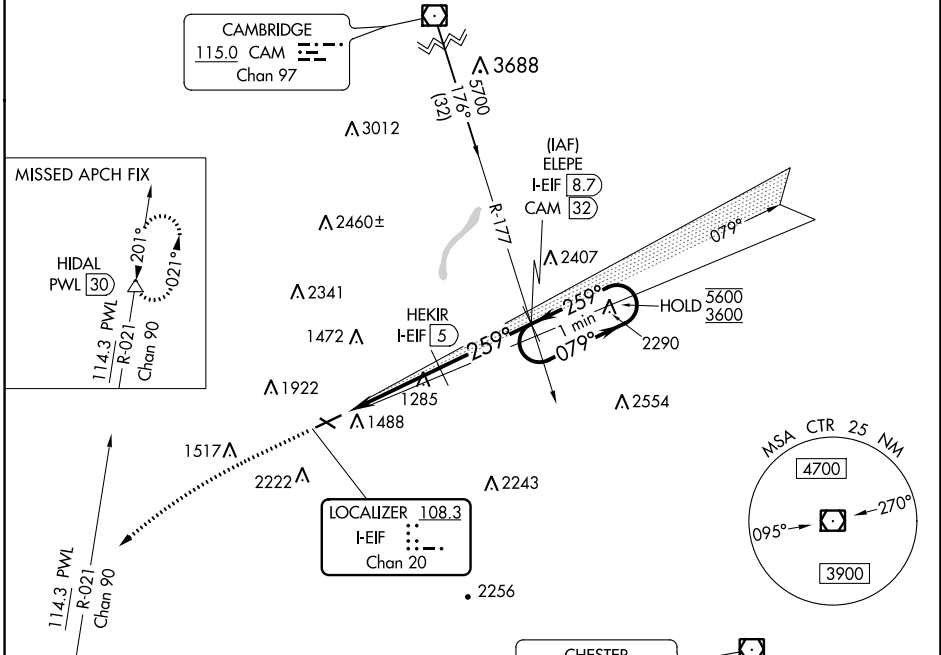 CAMBRIDGE
115.0 CAM
Chan 97
3688
5700
176°
(32)
3012
(IAF)
ELEPE
I-EIF 8.7
CAM 32
MISSED APCH FIX
201°
021°
HIDAL
PWL 30
114.3 PWL
R-021
Chan 90
2460±
R-177
079°
2407
2341
HEKIR
I-EIF 5
259°
1 min
079°
HOLD 5600
3600
1472
259°
2290
1922
1285
2554
1488
1517
2222
2243
MSA CTR 25 NM
4700
270°
095°
3900
LOCALIZER 108.3
I-EIF
Chan 20
2256
114.3 PWL
R-021
Chan 90
CHESTER